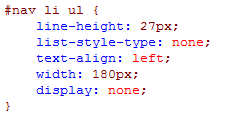 #nav li ul {
    line-height: 27px;
    list-style-type: none;
    text-align: left;
    width: 180px;
    display: none;
}